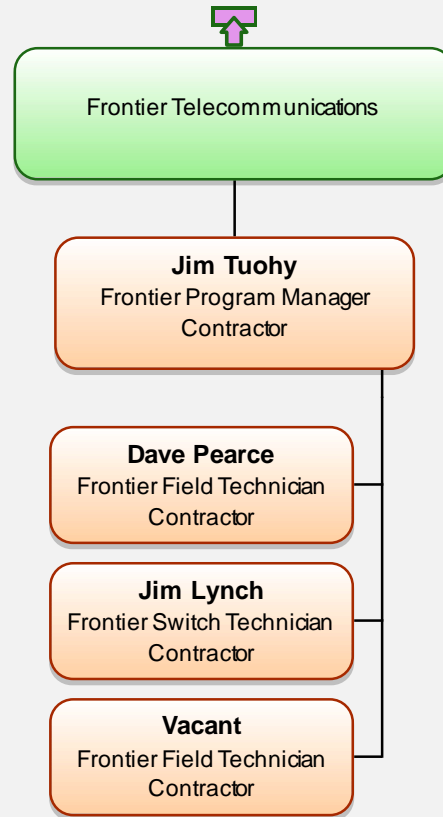 Frontier Telecommunications
Jim Tuohy
Frontier Program Manager
Contractor
Dave Pearce
Frontier Field Technician
Contractor
Jim Lynch
Frontier Switch Technician
Contractor
Vacant
Frontier Field Technician
Contractor